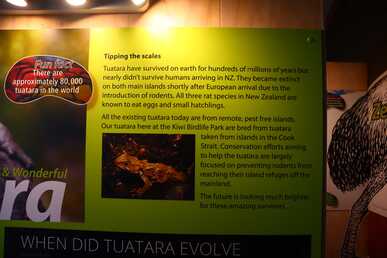 Fun fact
There are
approximately 80,000
tuatara in the world
Tipping the scales
Tuatara have survived on earth for hundreds of millions of years but
nearly didn't survive humans arriving in NZ. They became extinct
on both main islands shortly after European arrival due to the
introduction of rodents. All three rat species in New Zealand are
known to eat eggs and small hatchlings.
All the existing tuatara today are from remote, pest free islands.
Our tuatara here at the Kiwi Birdlife Park are bred from tuatara
taken from islands in the Cook
Strait. Conservation efforts aiming
to help the tuatara are largely
focused on preventing rodents from
reaching their island refuges off the
mainland.
The future is looking much brighter
for these amazing survivors...
& Wonderful
ra
WHEN DID TUATARA EVOLVE